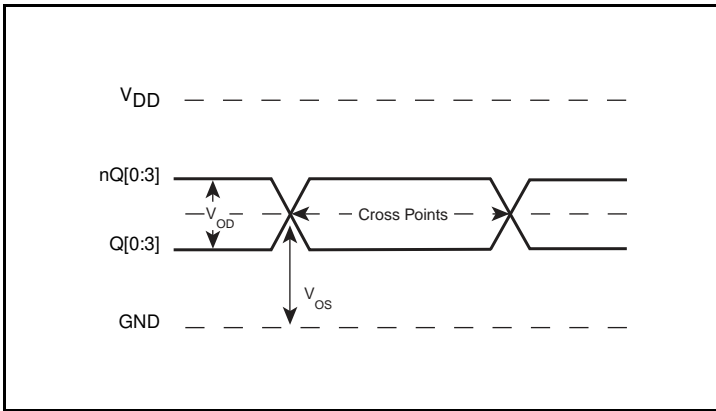 VDD
nQ[0:3]
VOD
Cross Points
Q[0:3]
VOS
GND